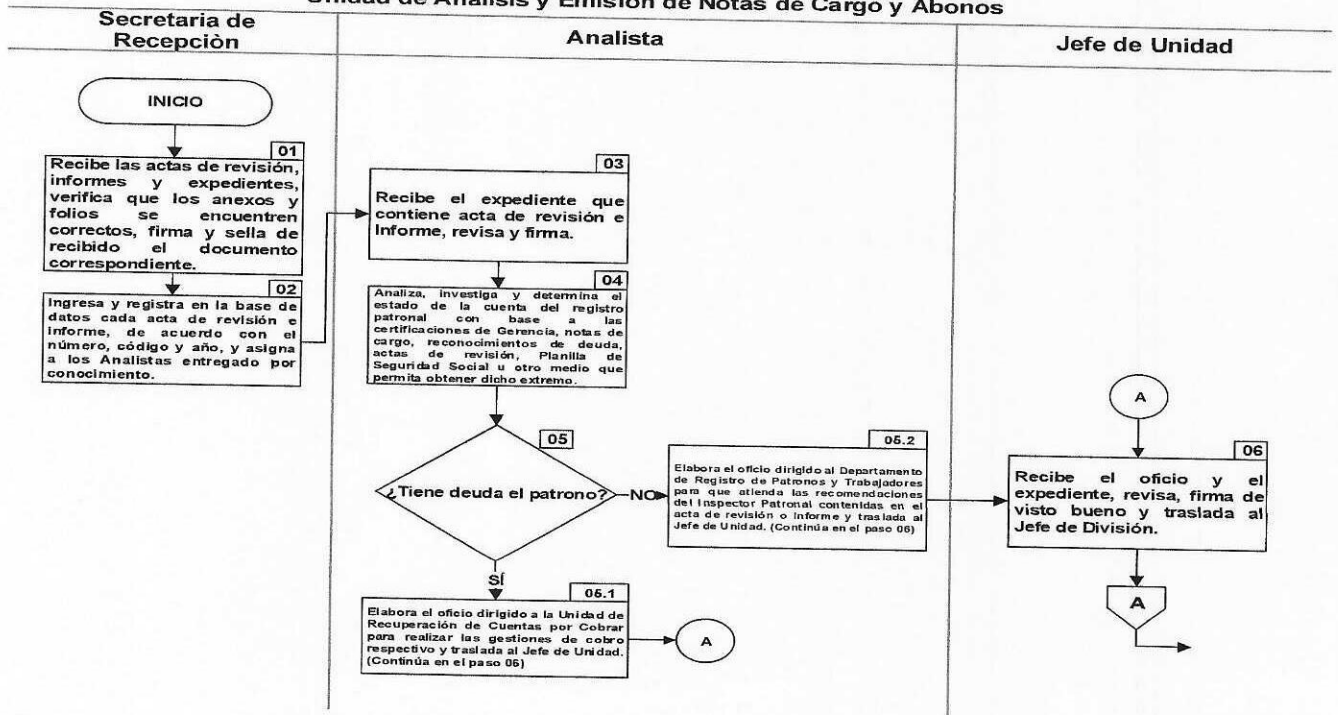 Unidad de Análisis y Emisión de Notas de Cargo y Abonos
Secretaria de
Recepciòn
Analista
Jefe de Unidad
INICIO
01
Recibe las actas de revisión,
informes y expedientes,
verifica que los anexos y
folios se encuentren
correctos, firma y sella de
recibido el documento
correspondiente.
02
Ingresa y registra en la base de
datos cada acta de revisión e
informe, de acuerdo con el
número, código y año, y asigna
a los Analistas entregado por
conocimiento.
03
Recibe el expediente que
contiene acta de revisión e
Informe, revisa y firma.
04
Analiza, investiga y determina el
estado de la cuenta del registro
patronal con base a las
certificaciones de Gerencia, notas de
cargo, reconocimientos de deuda,
actas de revisión, Planilla de
Seguridad Social u otro medio que
permita obtener dicho extremo.
05
¿Tiene deuda el patrono?
NO
SÍ
05.2
Elabora el oficio dirigido al Departamento
de Registro de Patronos y Trabajadores
para que atienda las recomendaciones
del Inspector Patronal contenidas en el
acta de revisión o Informe y traslada al
Jefe de Unidad. (Continúa en el paso 06)
05.1
Elabora el oficio dirigido a la Unidad de
Recuperación de Cuentas por Cobrar
para realizar las gestiones de cobro
respectivo y traslada al Jefe de Unidad.
(Continúa en el paso 06)
A
A
06
Recibe el oficio y el
expediente, revisa, firma de
visto bueno y traslada al
Jefe de División.
A